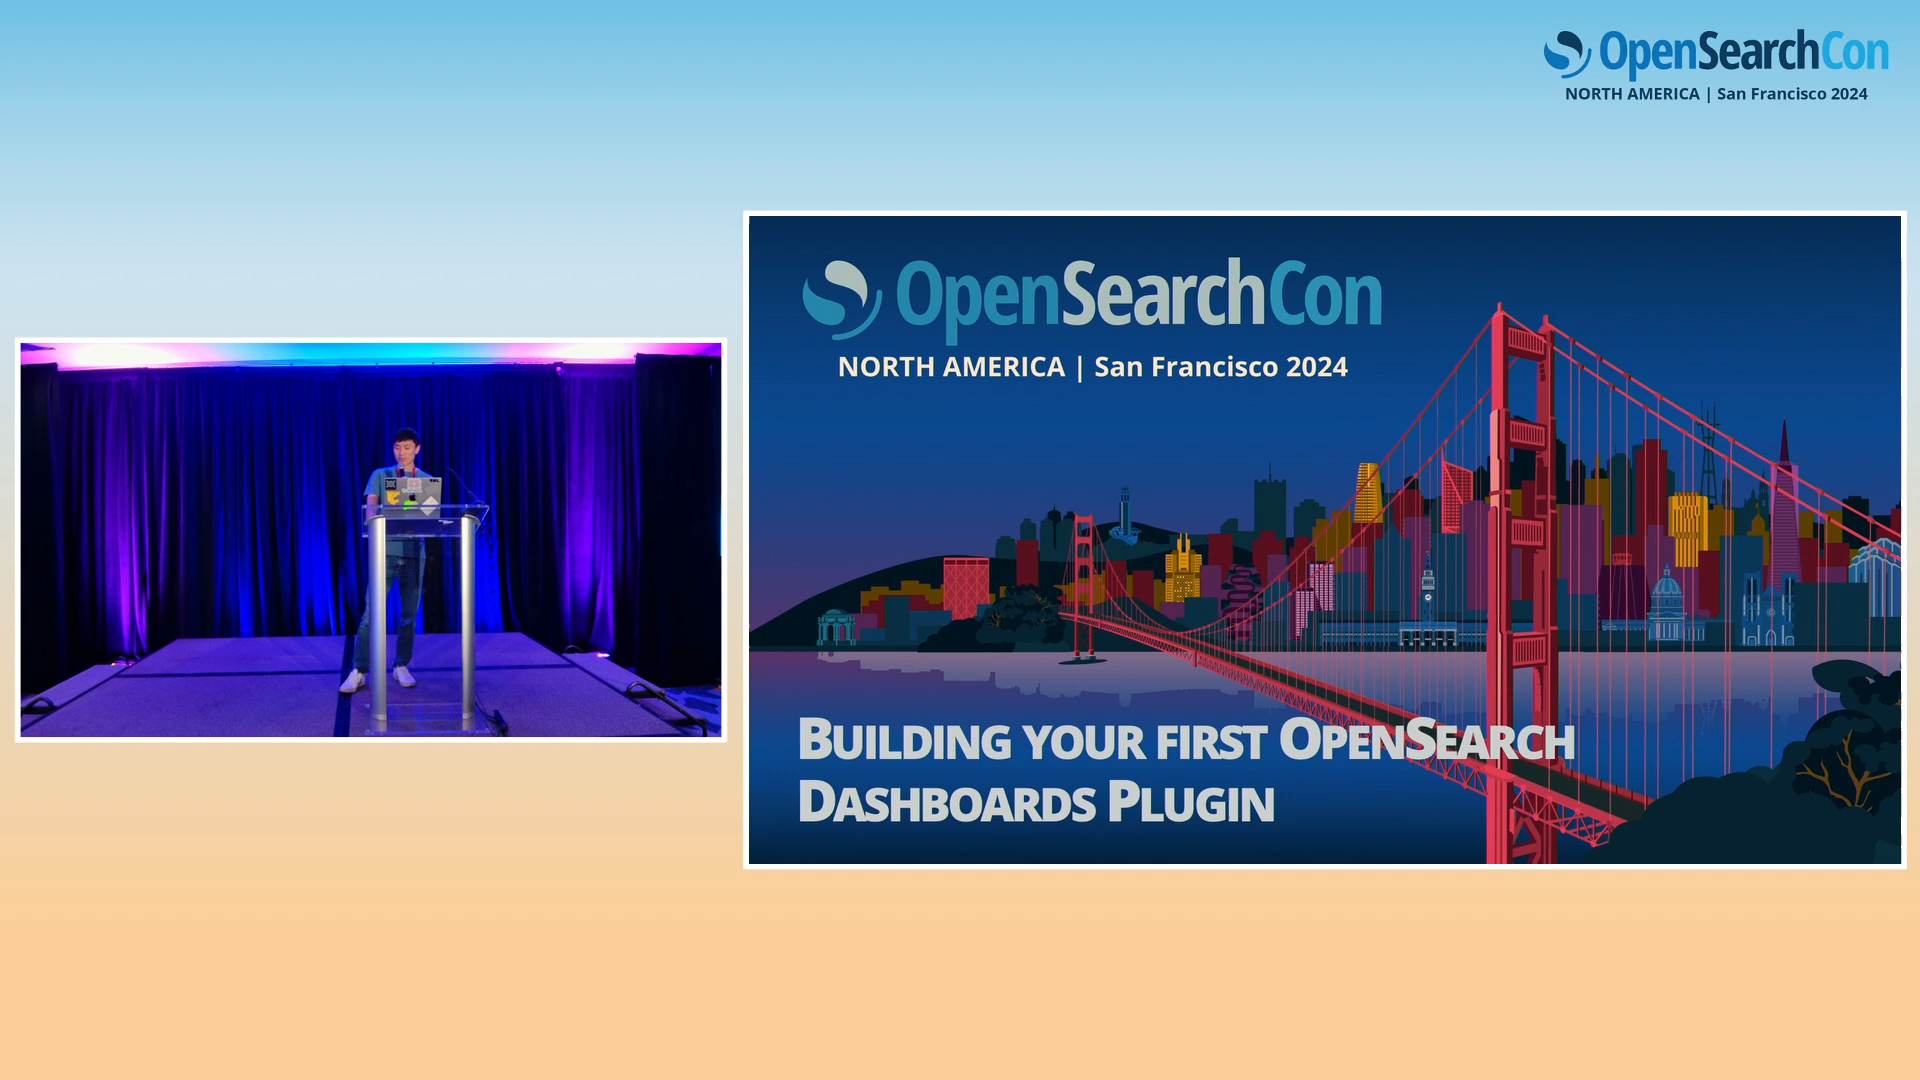 OpenSearchCon
NORTH AMERICA | San Francisco 2024
OpenSearchCon
NORTH AMERICA | San Francisco 2024
BUILDING YOUR FIRST OPENSEARCH
DASHBOARDS PLUGIN